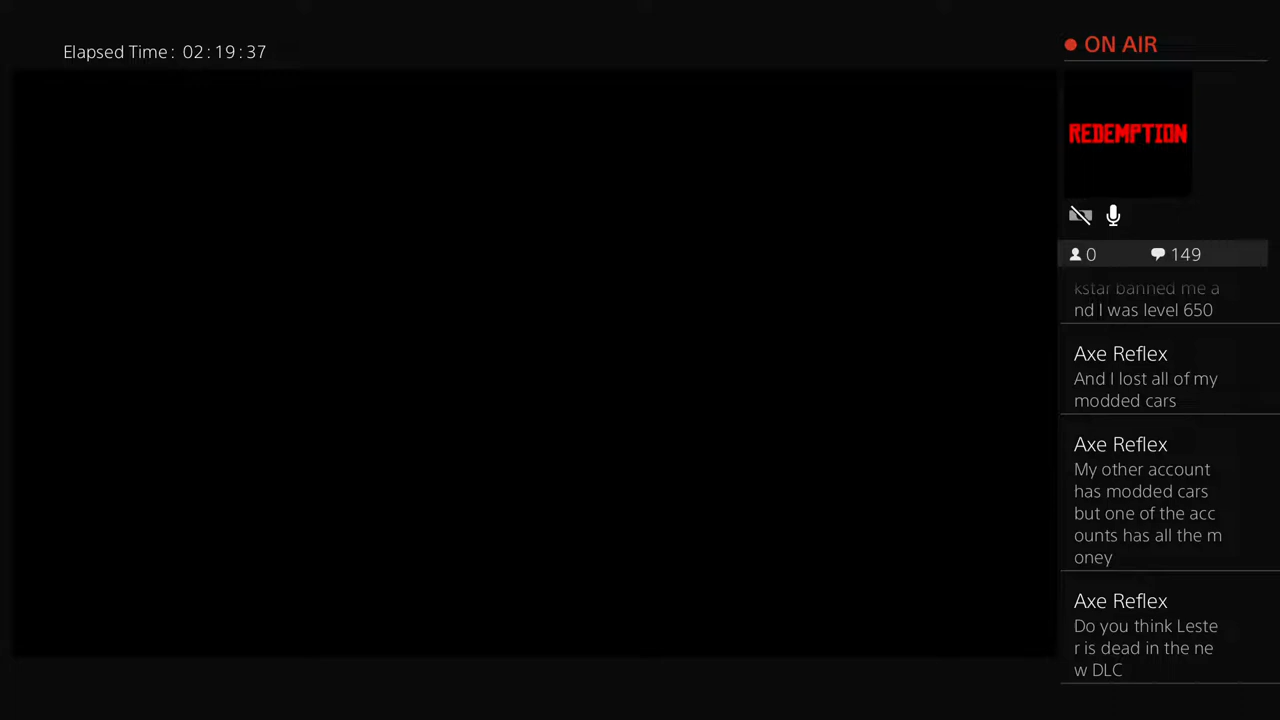 Elapsed Time: 02:19:37
ON AIR
REDEMPTION
0 149
kstar banned me a
nd I was level 650
Axe Reflex
And I lost all of my
modded cars
Axe Reflex
My other account
has modded cars
but one of the acc
ounts has all the m
oney
Axe Reflex
Do you think Leste
r is dead in the ne
w DLC